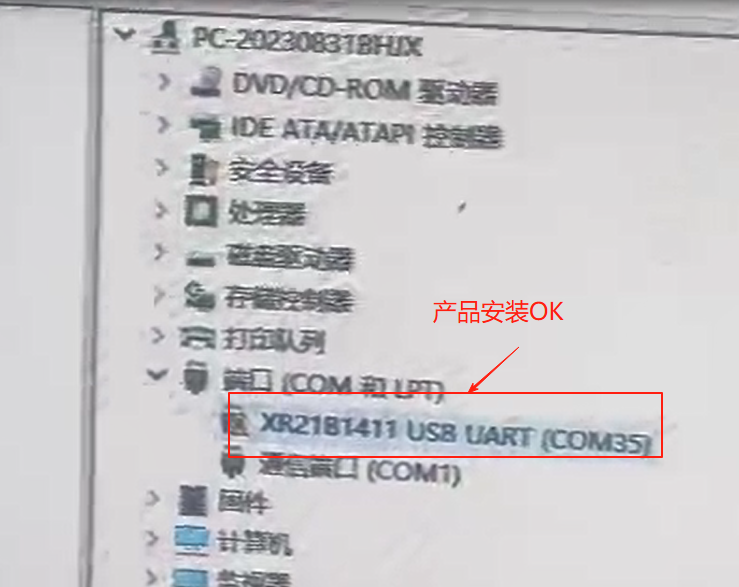 PC-20230831BHJX
DVD/CD-ROM 驱动器
IDE ATA/ATAPI 控制器
安全设备
处理器
磁盘驱动器
存储控制器
产品安装OK
打印队列
端口 (COM 和 LPT)
XR21B1411 USB UART (COM35)
通信端口 (COM1)
固件
计算机
监视器